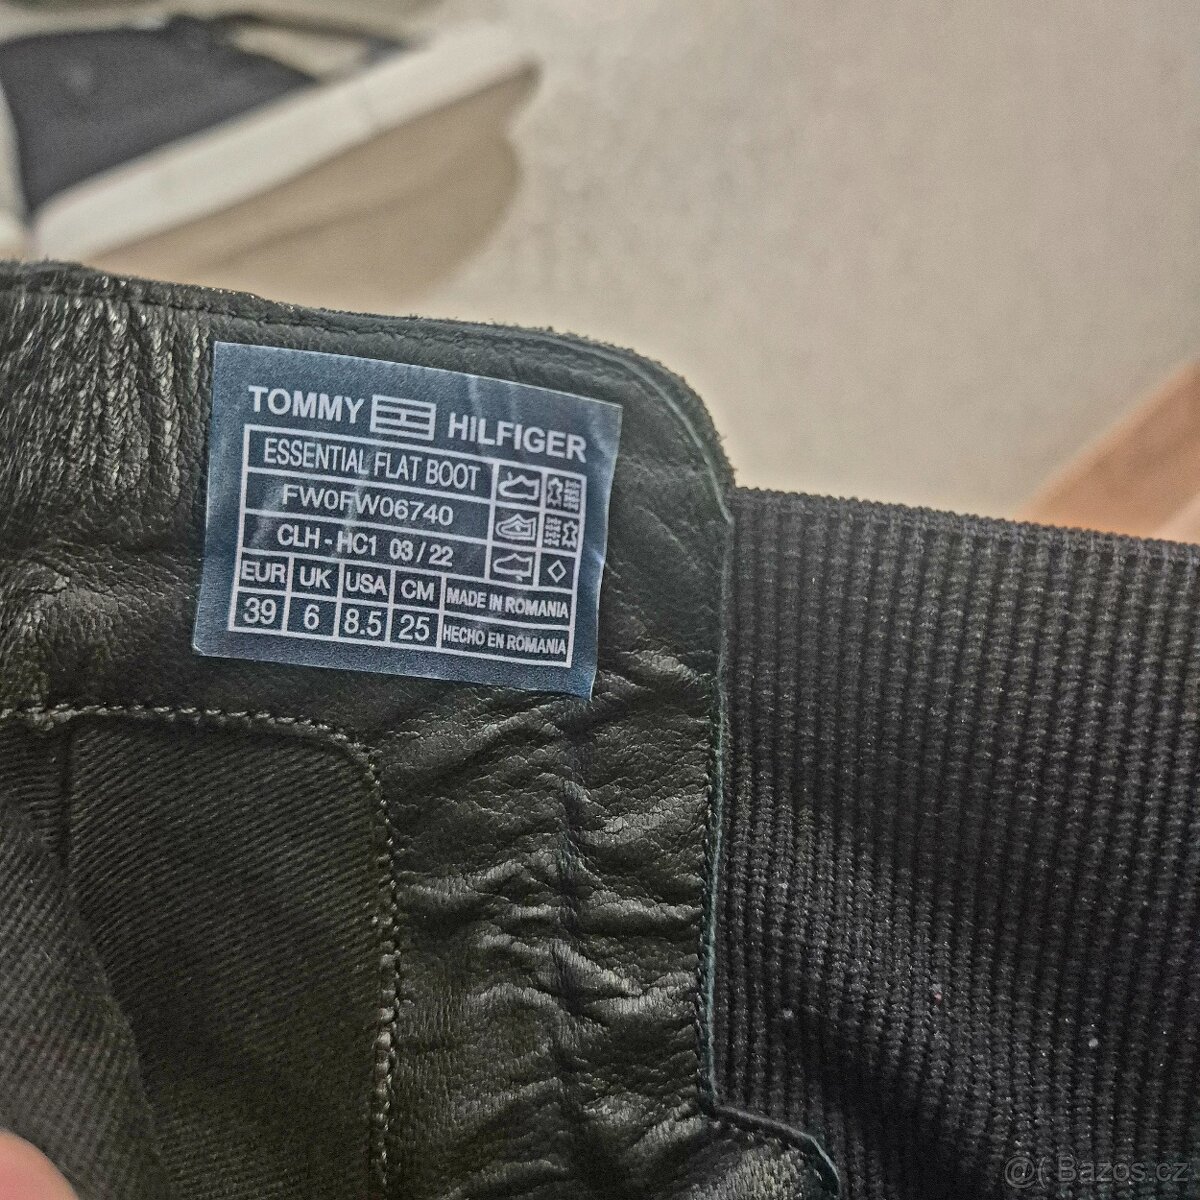 TOMMY HILFIGER
ESSENTIAL FLAT BOOT
FW0FW06740
CLH - HC1 03 / 22
EUR UK USA CM MADE IN ROMANIA
39 6 8.5 25 HECHO EN ROMANIA
@( Bazos.cz